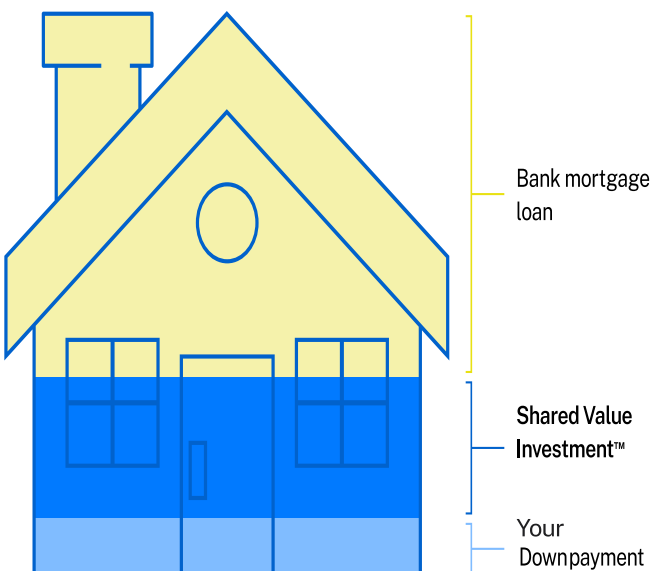 Bank mortgage
loan
Shared Value
Investment™
Your
Downpayment